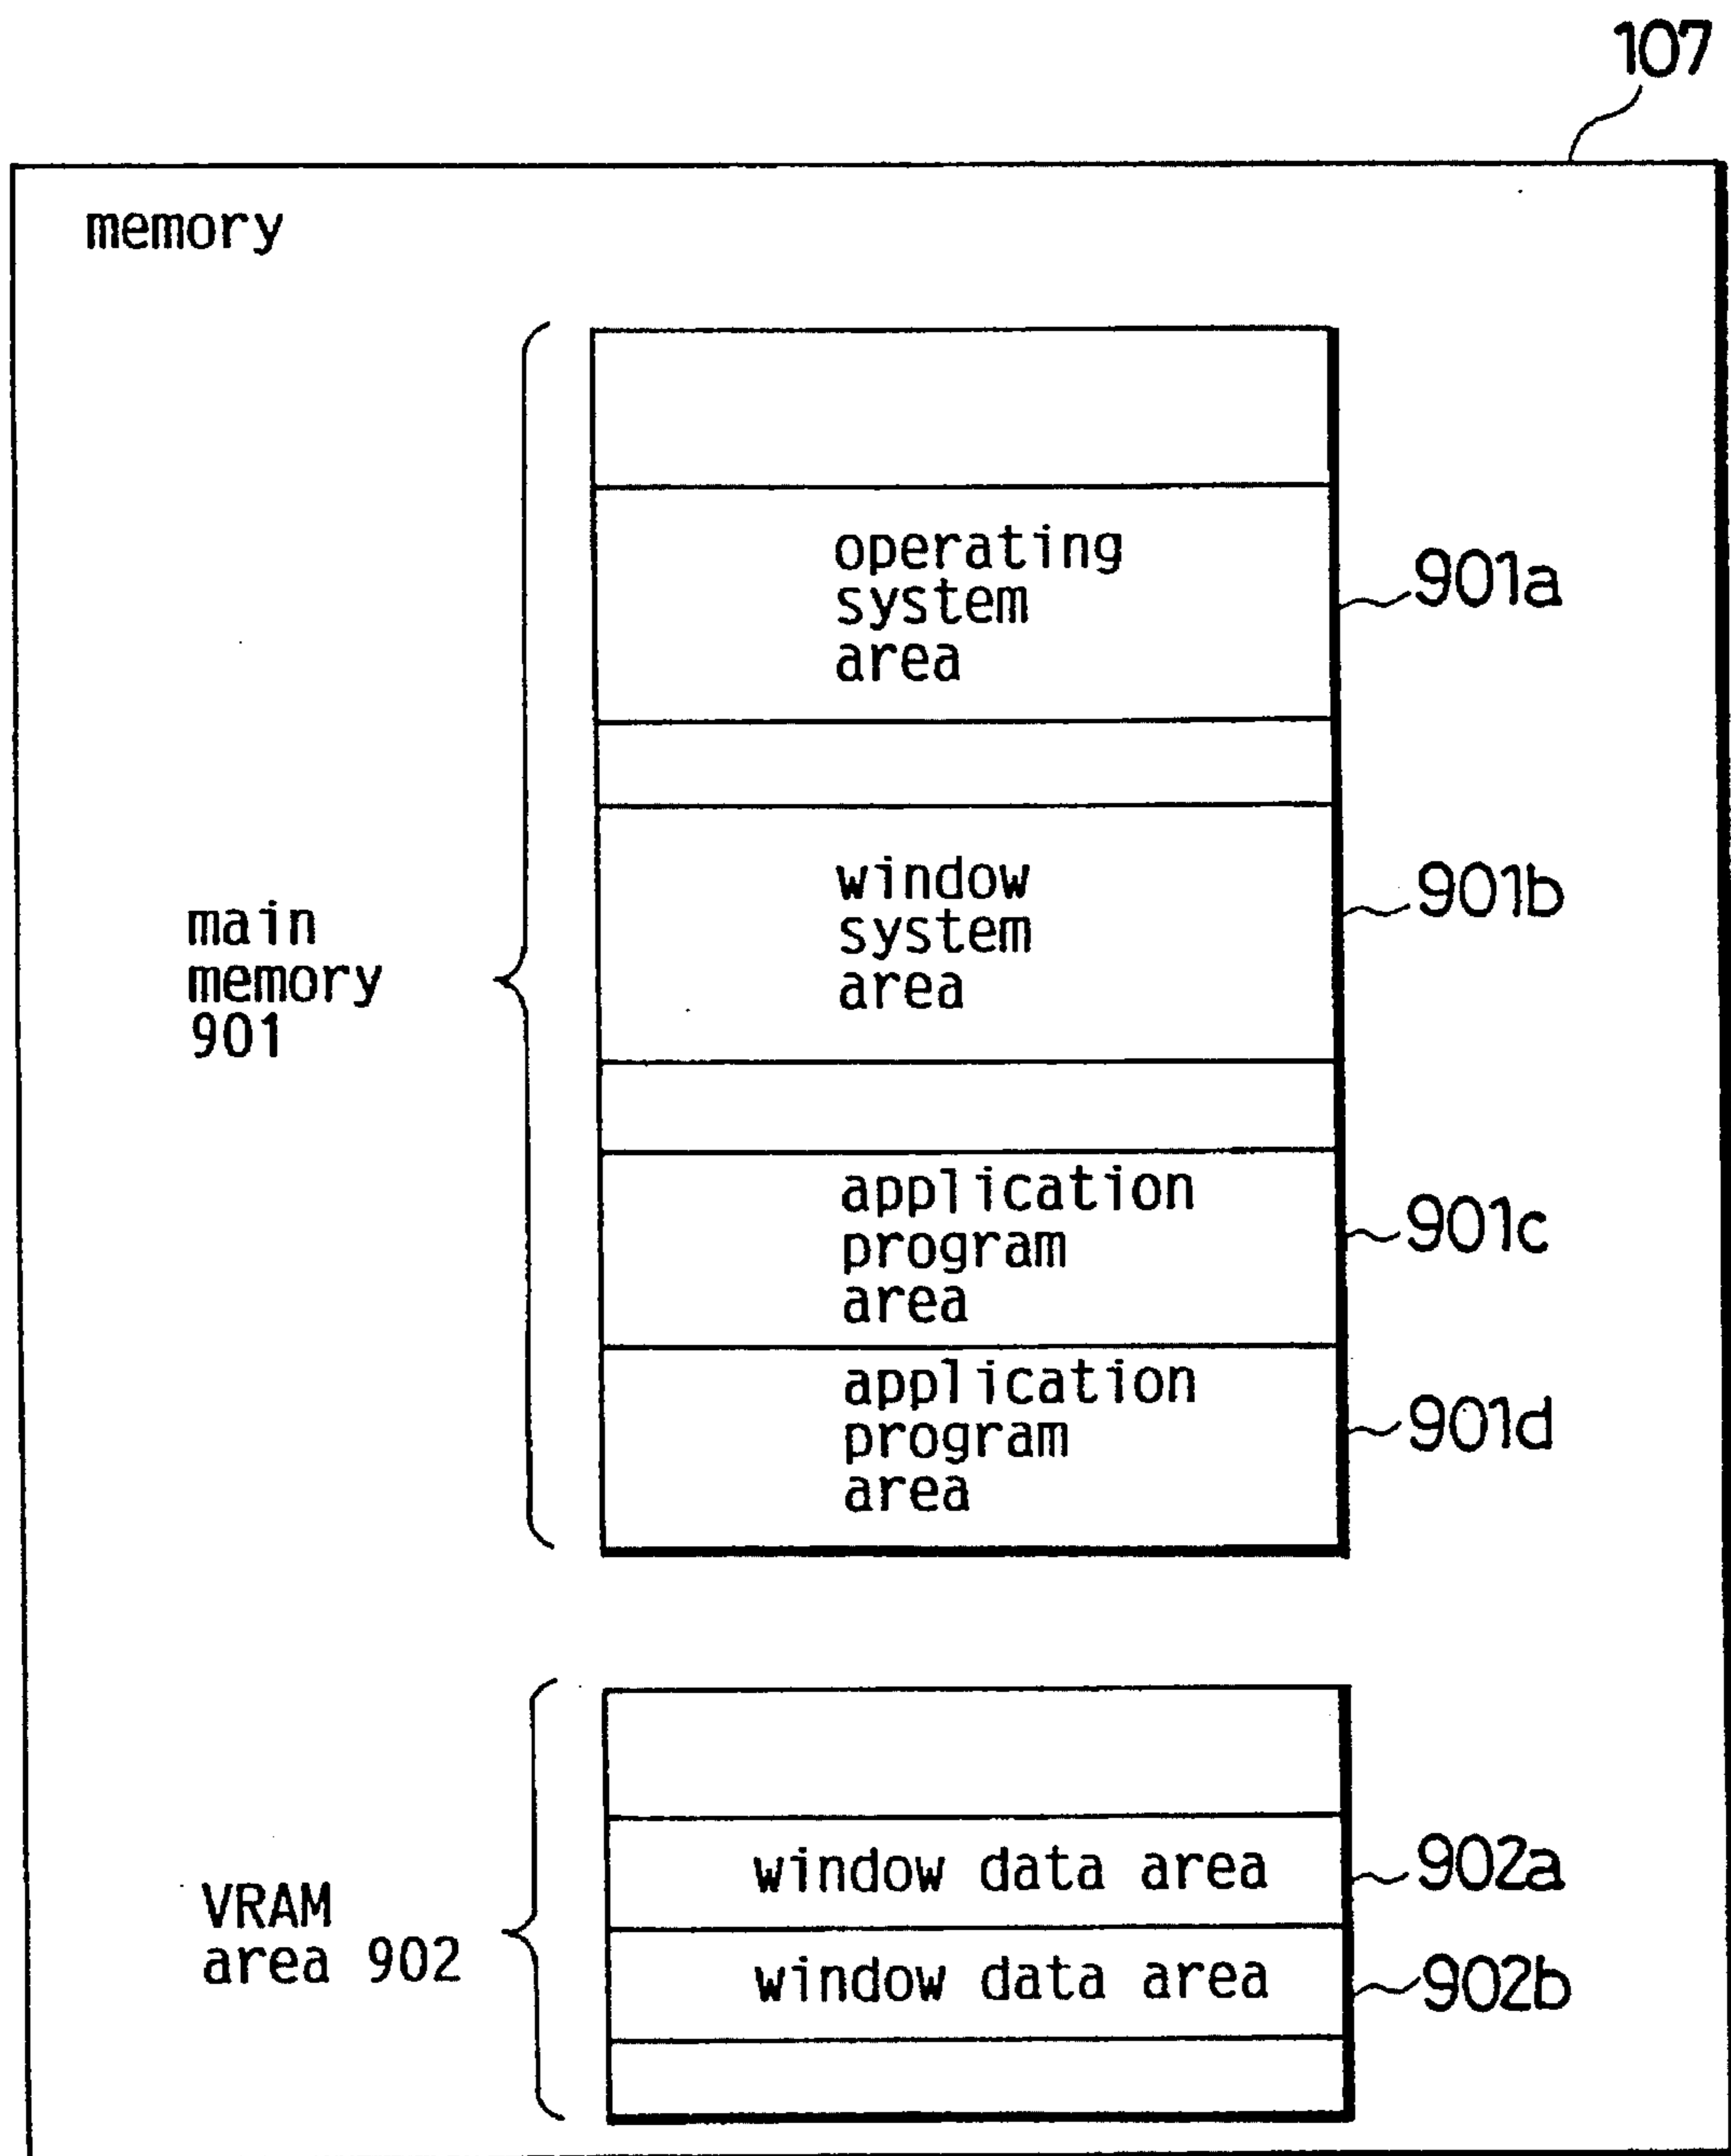 107
memory
operating
system
area
901a
window
system
area
901b
main
memory
901
application
program
area
901c
application
program
area
901d
window data area
902a
VRAM
area 902
window data area
902b